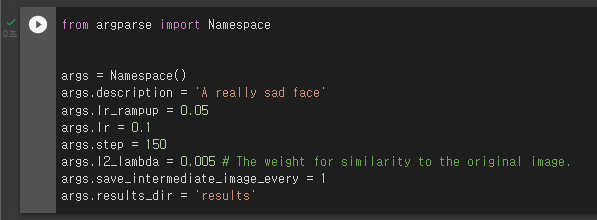 from argparse import Namespace
0초
args = Namespace()
args.description = 'A really sad face'
args.lr_rampup = 0.05
args.lr = 0.1
args.step = 150
args.l2_lambda = 0.005 # The weight for similarity to the original image.
args.save_intermediate_image_every = 1
args.results_dir = 'results'